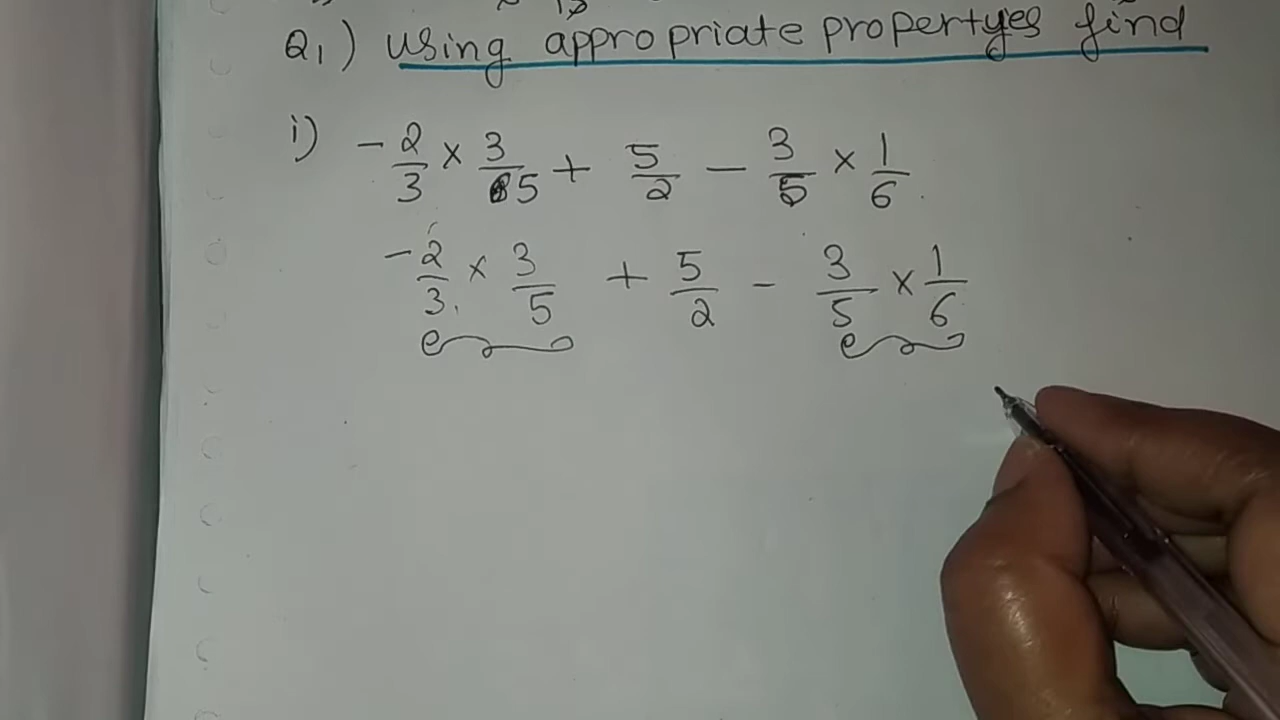 Q1) using appropriate propertyes find
i) -2/3 × 3/5 + 5/2 - 3/5 × 1/6
-2/3 × 3/5 + 5/2 - 3/5 × 1/6